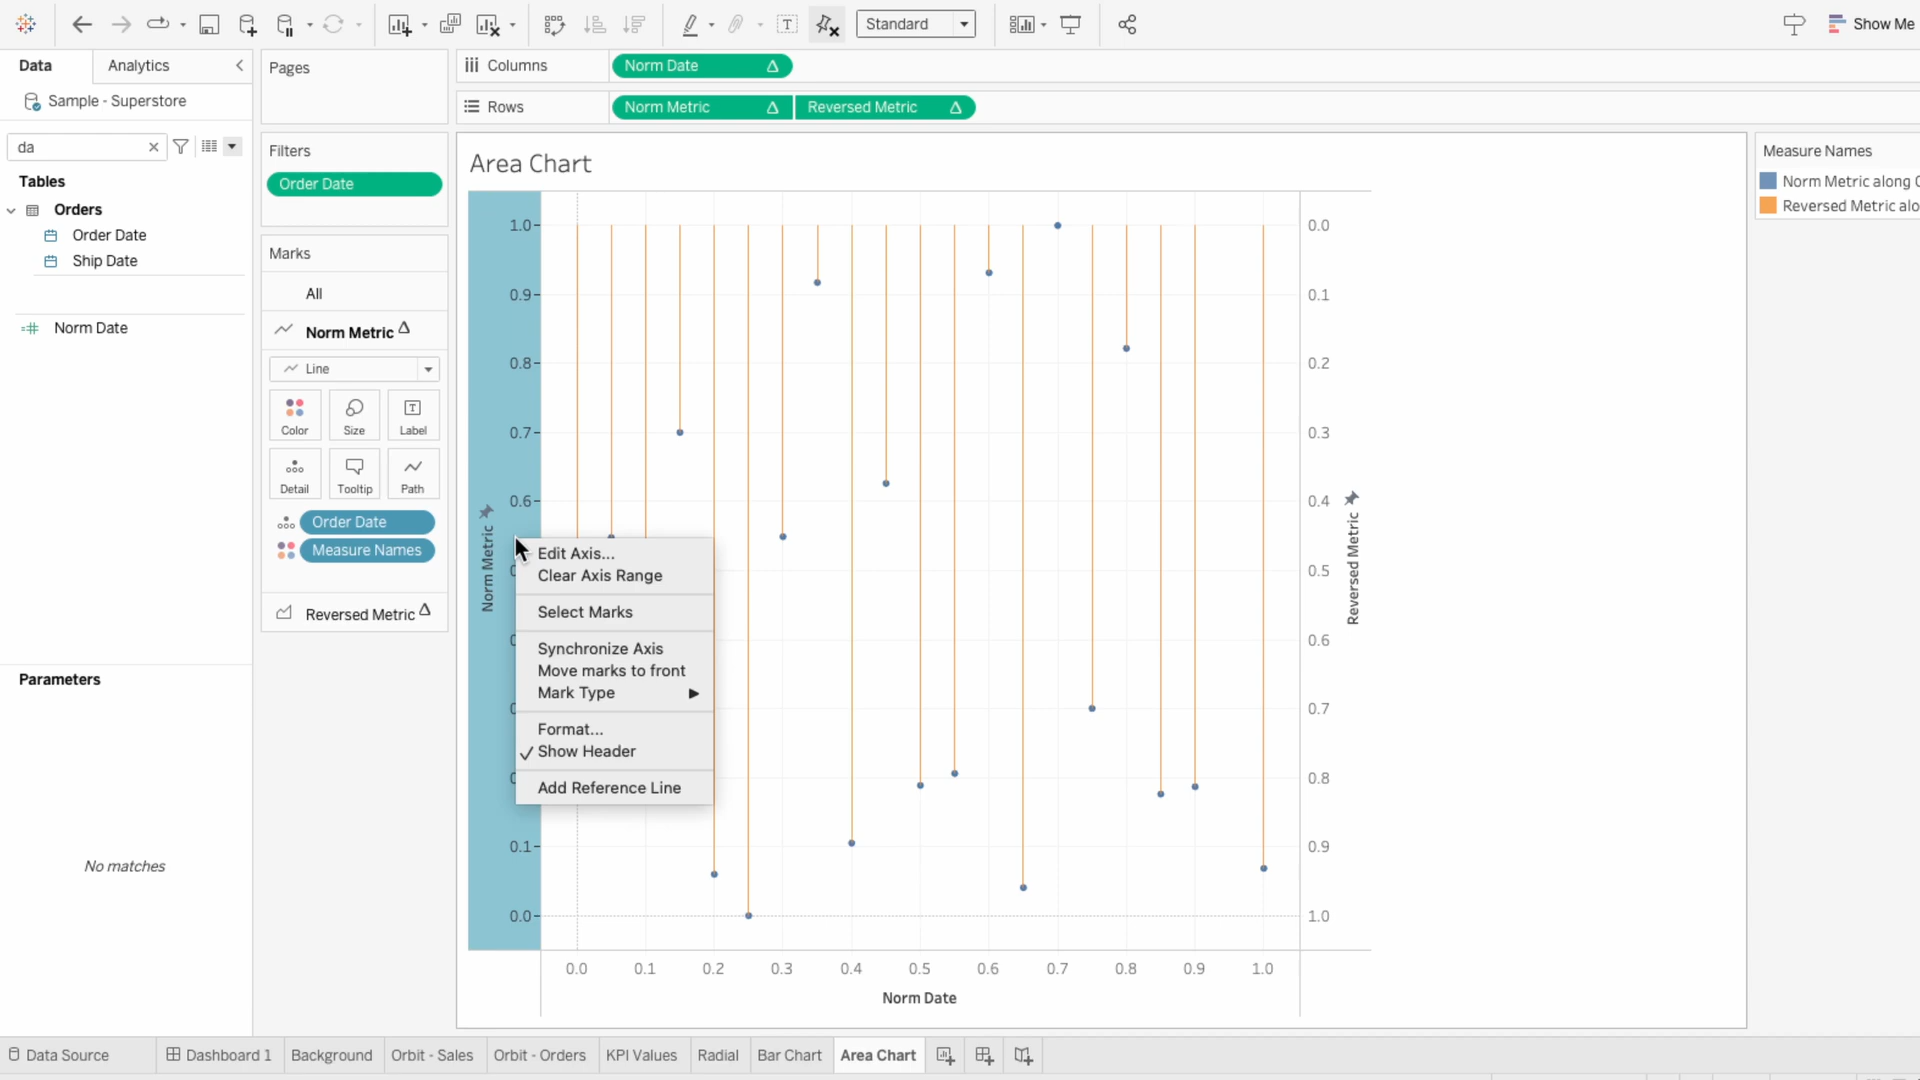 Standard
Show Me
Data
Analytics
Sample - Superstore
da
Tables
Orders
Order Date
Ship Date
Norm Date
Parameters
No matches
Pages
Filters
Order Date
Marks
All
Norm Metric
Line
Color
Size
Label
Detail
Tooltip
Path
Order Date
Measure Names
Reversed Metric
Columns
Norm Date
Rows
Norm Metric
Reversed Metric
Area Chart
1.0
0.9
0.8
0.7
0.6
0.1
0.0
Norm Metric
Edit Axis...
Clear Axis Range
Select Marks
Synchronize Axis
Move marks to front
Mark Type
Format...
Show Header
Add Reference Line
0.0
0.1
0.2
0.3
0.4
0.5
0.6
0.7
0.8
0.9
1.0
Reversed Metric
0.0 0.1 0.2 0.3 0.4 0.5 0.6 0.7 0.8 0.9 1.0
Norm Date
Measure Names
Norm Metric along
Reversed Metric alo
Data Source
Dashboard 1
Background
Orbit - Sales
Orbit - Orders
KPI Values
Radial
Bar Chart
Area Chart